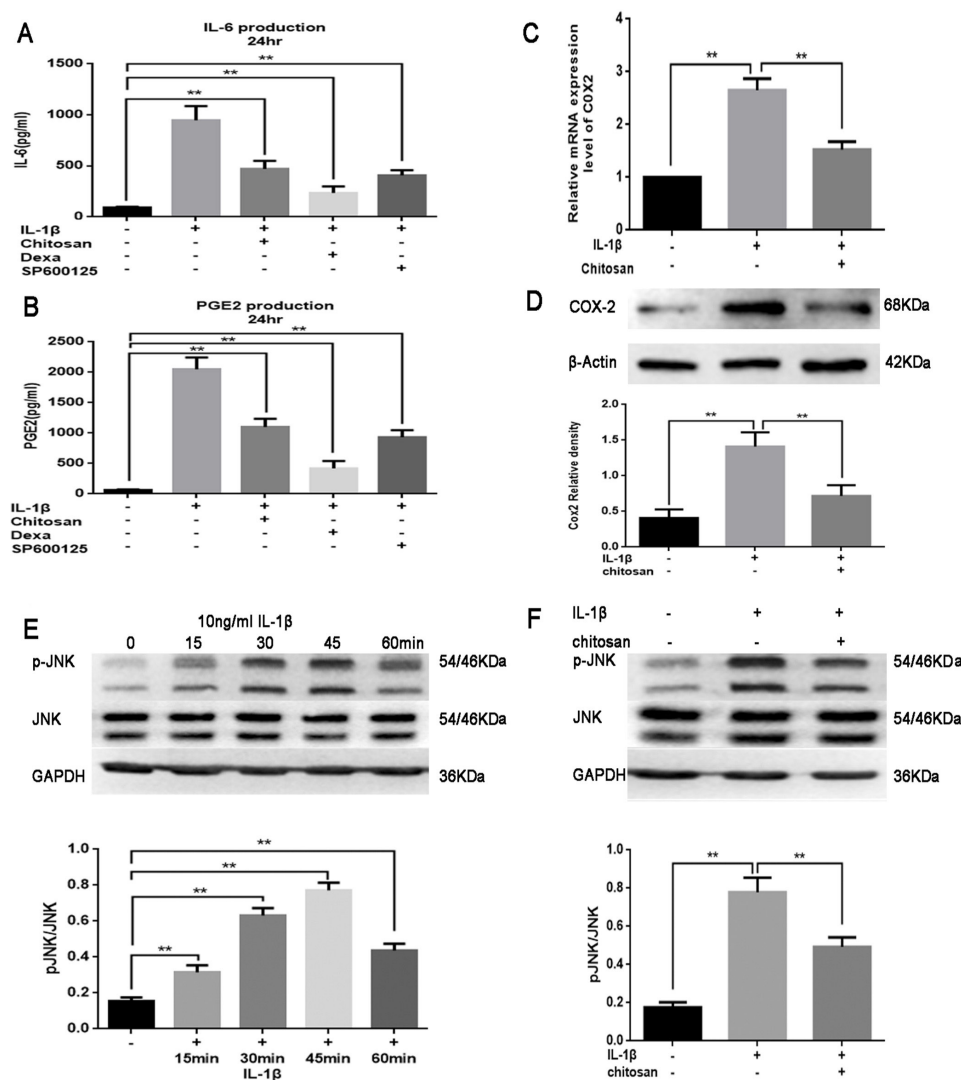 A
IL-6 production
24hr
**
**
**
IL-6(pg/ml)
1500
1000
500
0
IL-1β - + + + +
Chitosan - - + - -
Dexa - - - + -
SP600125 - - - - +
B
PGE2 production
24hr
**
**
**
PGE2(pg/ml)
2500
2000
1500
1000
500
0
IL-1β - + + + +
Chitosan - - + - -
Dexa - - - + -
SP600125 - - - - +
C
** **
Relative mRNA expression
level of COX2
4
3
2
1
0
IL-1β - + +
Chitosan - - +
D
COX-2 68KDa
β-Actin 42KDa
** **
Cox2 Relative density
2.0
1.5
1.0
0.5
0.0
IL-1β - + +
chitosan - - +
E
10ng/ml IL-1β
0 15 30 45 60min
p-JNK 54/46KDa
JNK 54/46KDa
GAPDH 36KDa
**
**
**
**
pJNK/JNK
1.0
0.8
0.6
0.4
0.2
0.0
- + + + +
15min 30min 45min 60min
IL-1β
F
IL-1β - + +
chitosan - - +
p-JNK 54/46KDa
JNK 54/46KDa
GAPDH 36KDa
** **
pJNK/JNK
1.0
0.8
0.6
0.4
0.2
0.0
IL-1β - + +
chitosan - - +